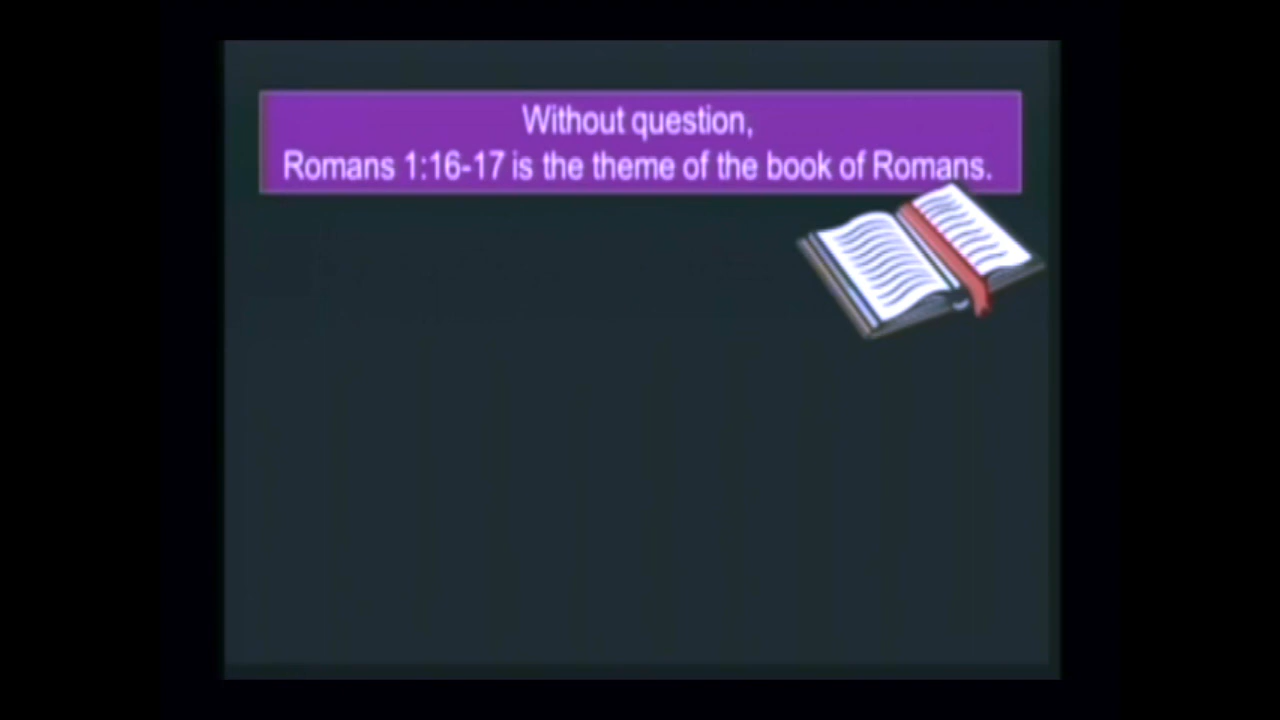 Without question,
Romans 1:16-17 is the theme of the book of Romans.